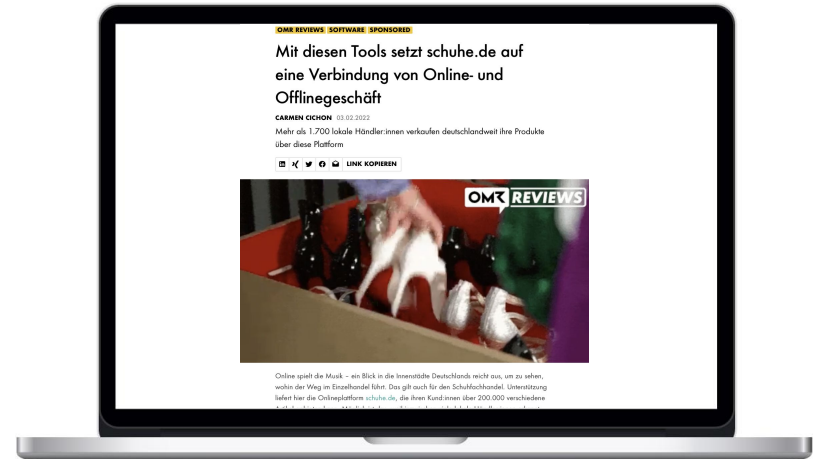 OMR REVIEWS SOFTWARE SPONSORED
Mit diesen Tools setzt schuhe.de auf
eine Verbindung von Online- und
Offlinegeschäft
CARMEN CICHON 03.02.2022
Mehr als 1.700 lokale Händler:innen verkaufen deutschlandweit ihre Produkte
über diese Plattform
LINK KOPIEREN
OMR REVIEWS
Online spielt die Musik – ein Blick in die Innenstädte Deutschlands reicht aus, um zu sehen,
wohin der Weg im Einzelhandel führt. Das gilt auch für den Schuhfachhandel. Unterstützung
liefert hier die Onlineplattform schuhe.de, die ihren Kund:innen über 200.000 verschiedene